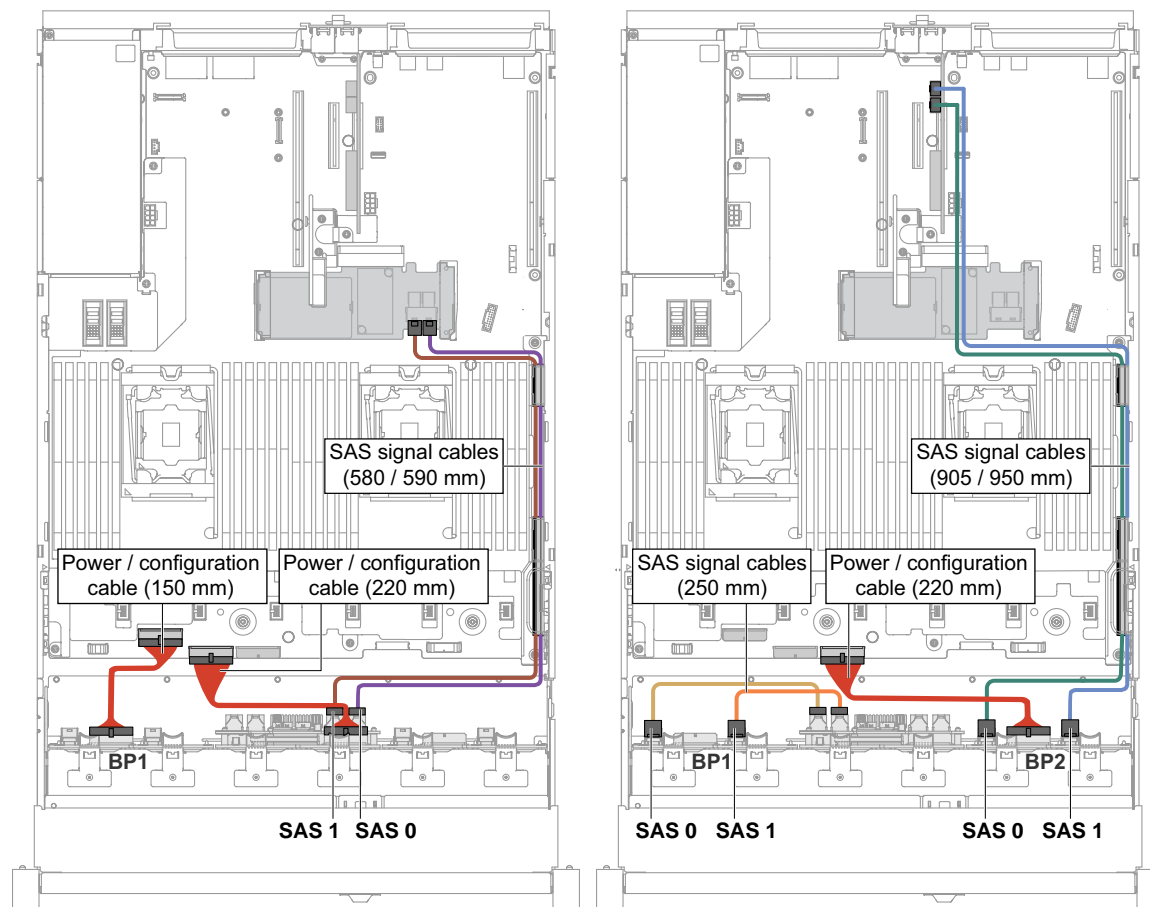 SAS signal cables
(580 / 590 mm)
Power / configuration
cable (150 mm)
Power / configuration
cable (220 mm)
BP1
SAS 1
SAS 0
SAS signal cables
(905 / 950 mm)
SAS signal cables
(250 mm)
Power / configuration
cable (220 mm)
BP1
BP2
SAS 0
SAS 1
SAS 0
SAS 1